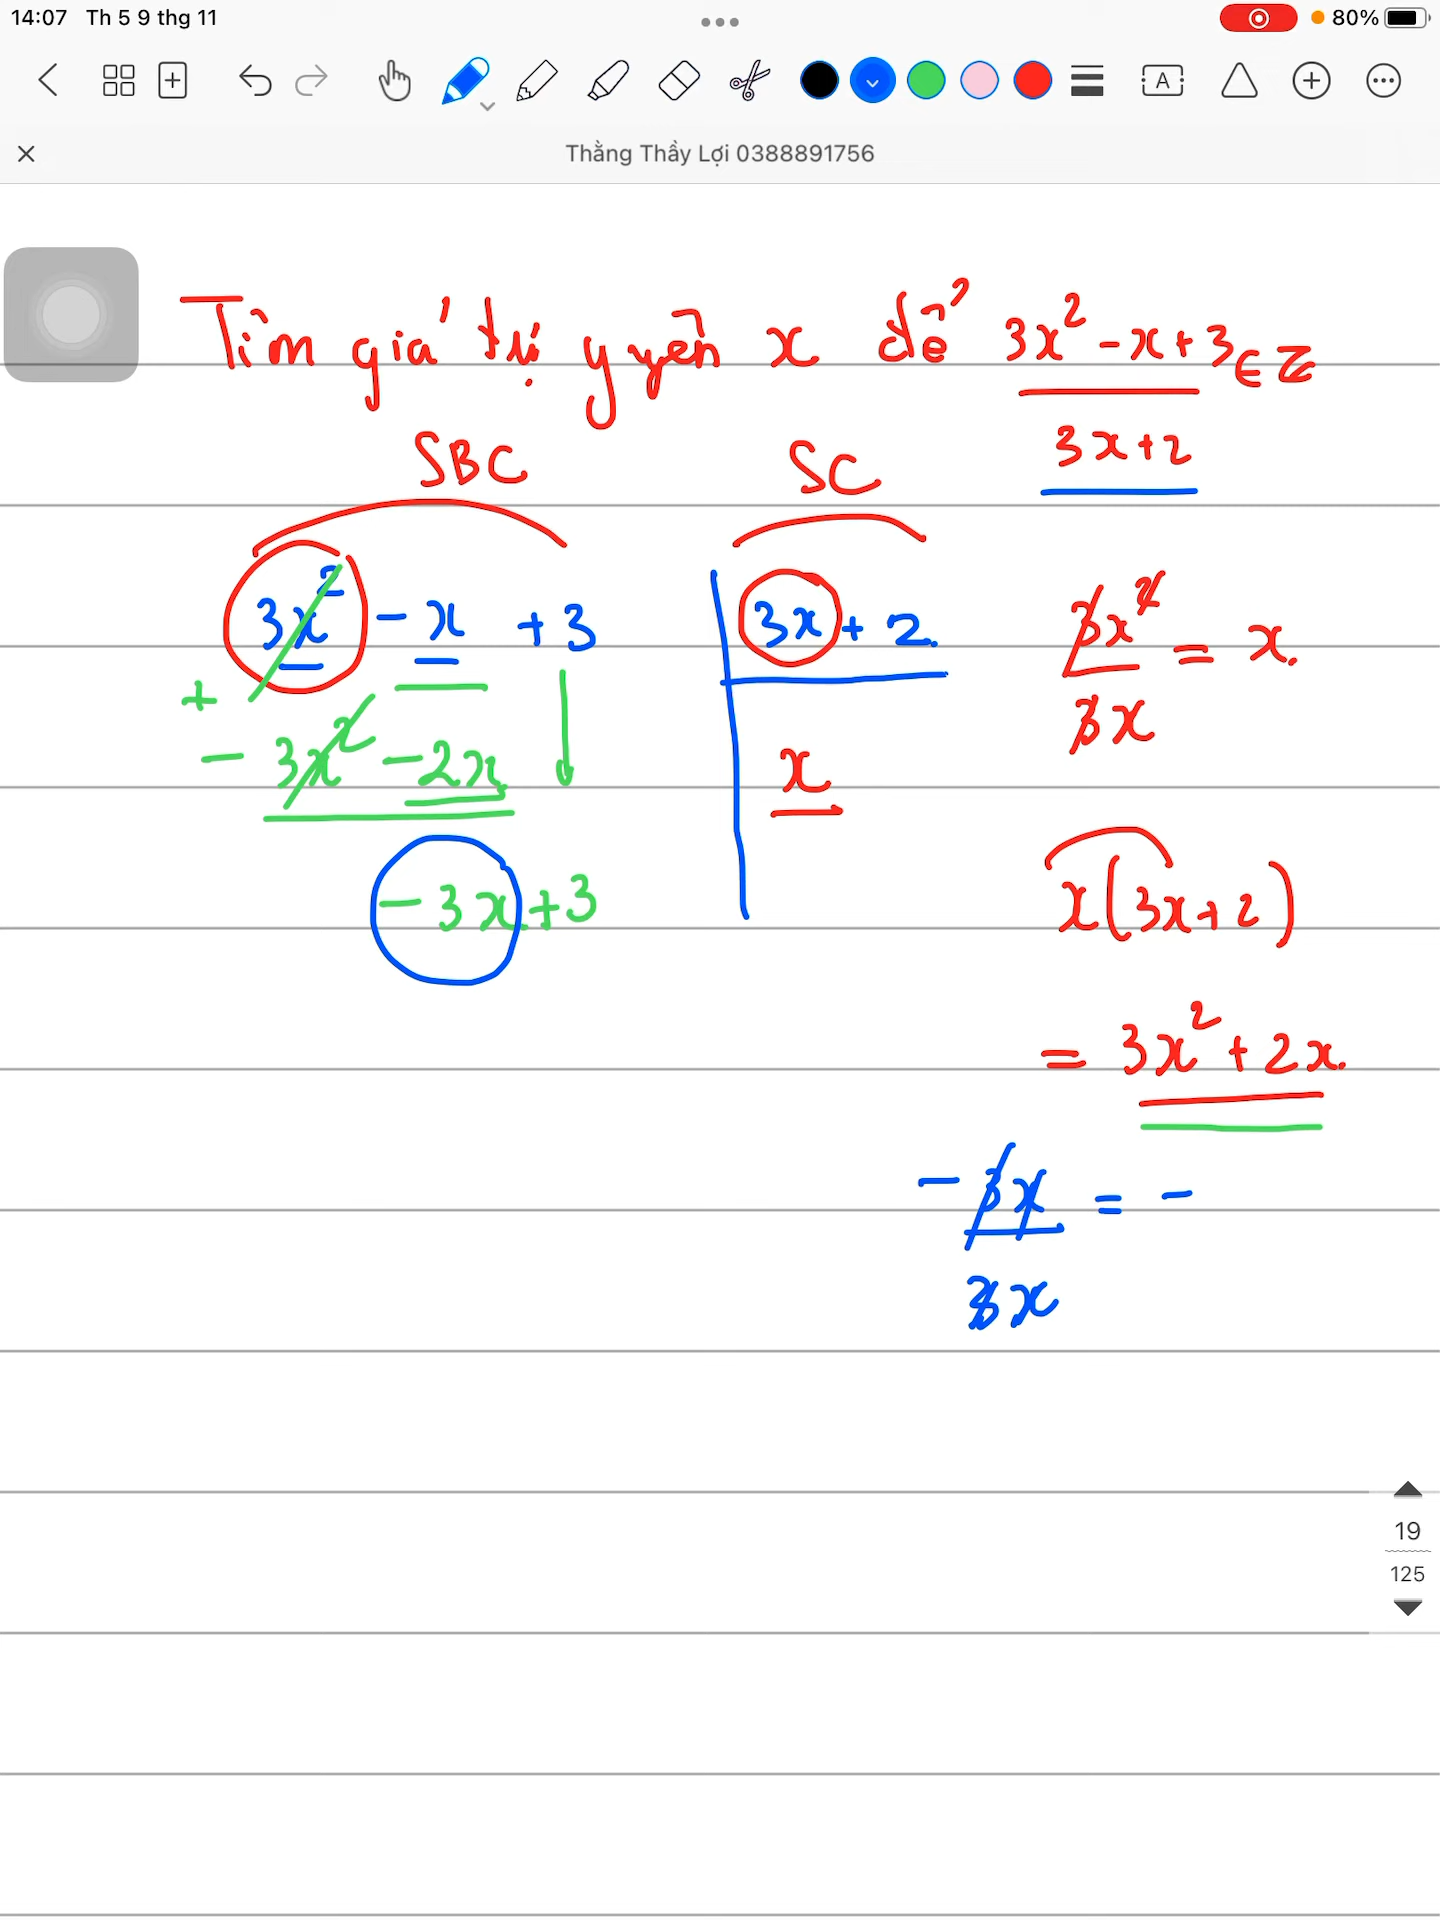 14:07 Th 5 9 thg 11
80%
A
Thằng Thầy Lợi 0388891756
Tìm giá trị nguyên x để (3x² - x + 3)/(3x + 2) ∈ Z
SBC SC
3x² - x + 3 3x + 2
3x²/3x = x
+
- 3x² - 2x
x
- 3x + 3
x(3x + 2)
= 3x² + 2x
- 3x/3x = -
19
125